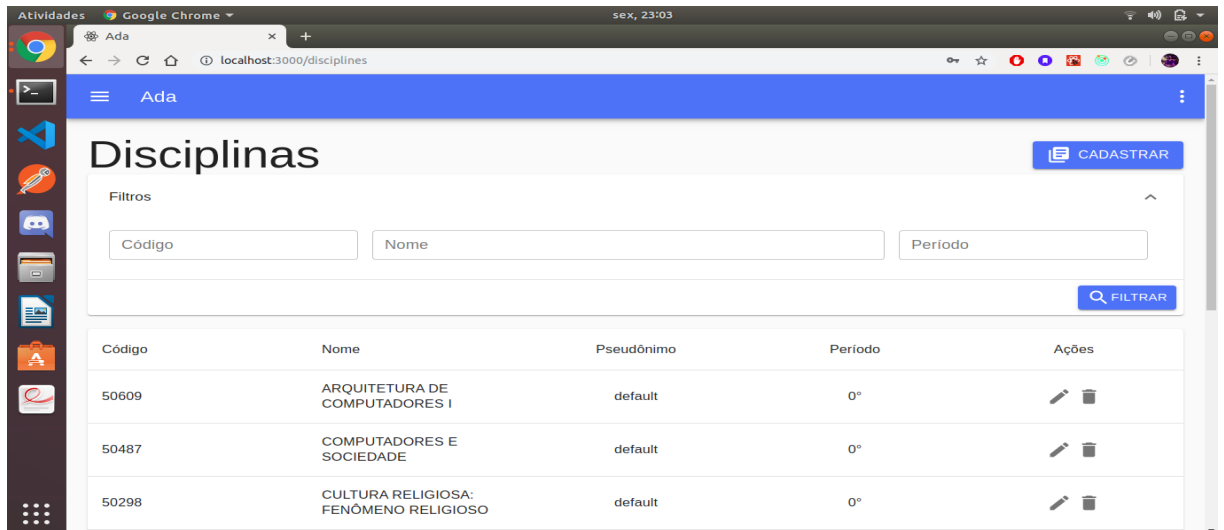 Atividades Google Chrome sex, 23:03
Ada
localhost:3000/disciplines
Ada
Disciplinas CADASTRAR
Filtros
Código Nome Período
FILTRAR
Código Nome Pseudônimo Período Ações
50609 ARQUITETURA DE COMPUTADORES I default 0°
50487 COMPUTADORES E SOCIEDADE default 0°
50298 CULTURA RELIGIOSA: FENÔMENO RELIGIOSO default 0°